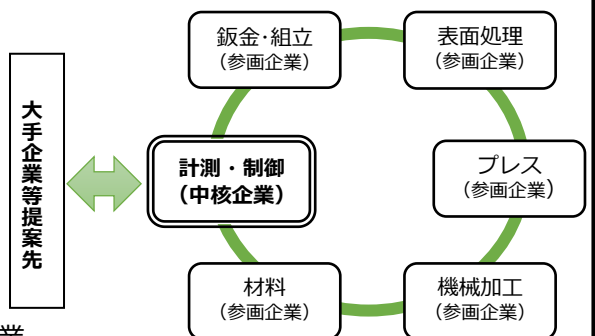 大手企業等提案先
鈑金･組立
(参画企業)
表面処理
(参画企業)
計測・制御
（中核企業）
プレス
(参画企業)
材料
(参画企業)
機械加工
(参画企業)
業